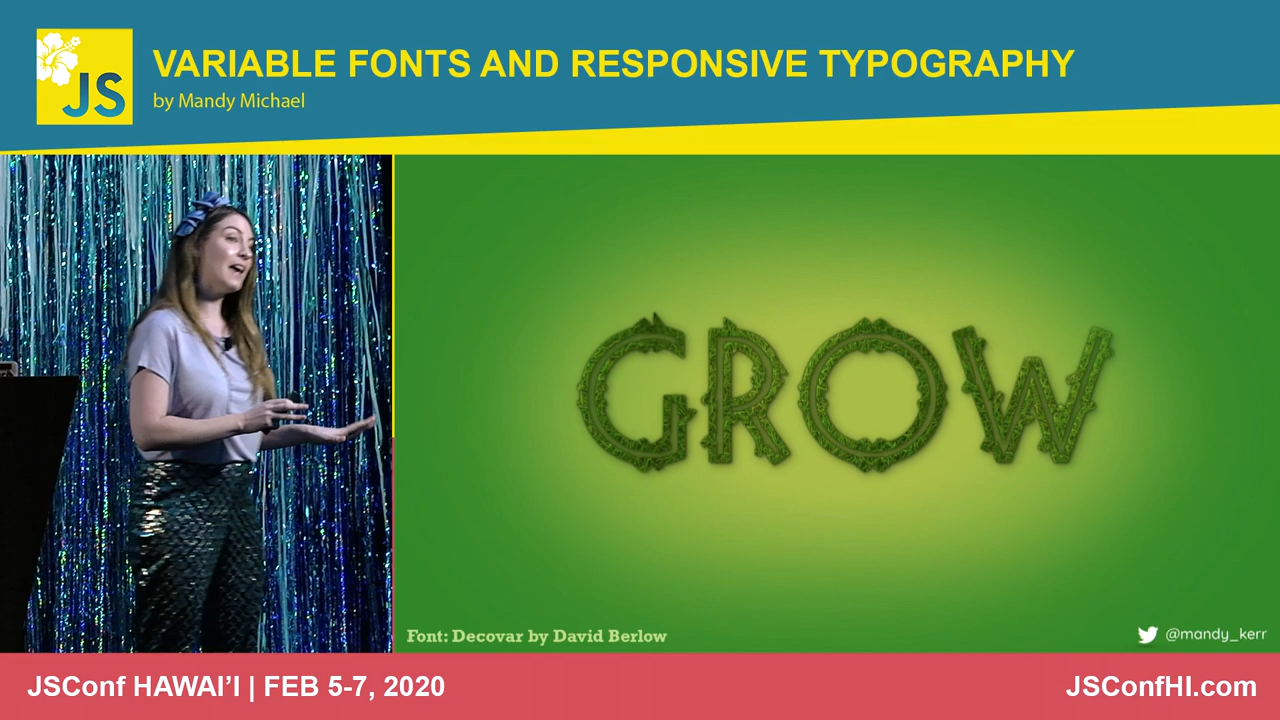 JS
VARIABLE FONTS AND RESPONSIVE TYPOGRAPHY
by Mandy Michael
GROW
Font: Decovar by David Berlow
@mandy_kerr
JSConf HAWAI’I | FEB 5-7, 2020
JSConfHI.com